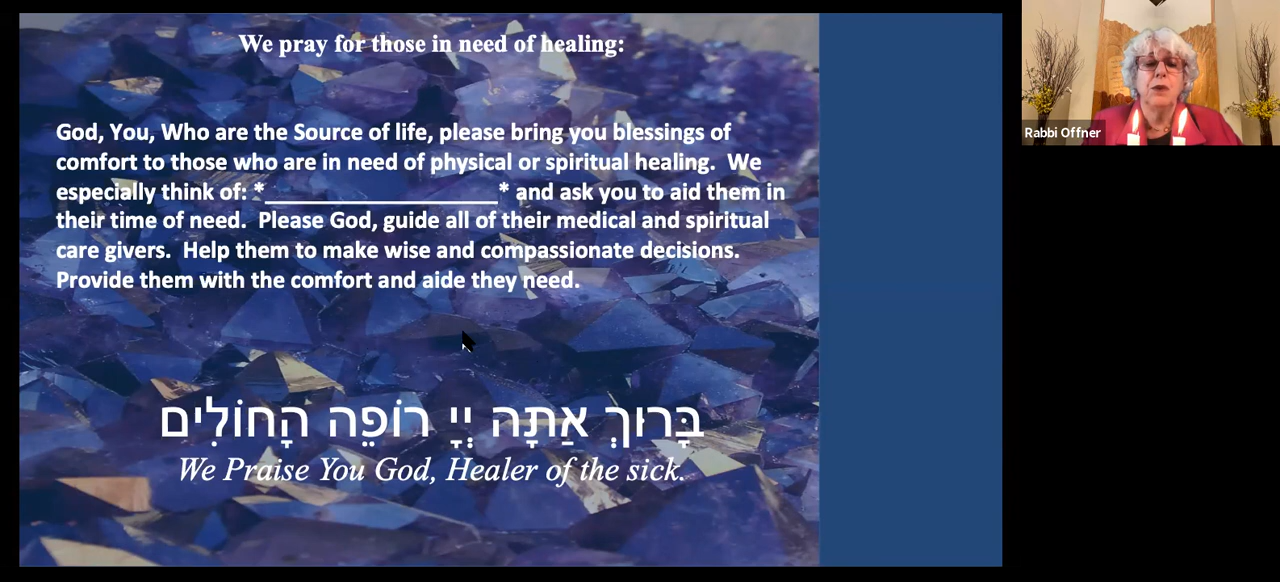 We pray for those in need of healing:
God, You, Who are the Source of life, please bring you blessings of
comfort to those who are in need of physical or spiritual healing.  We
especially think of: *____________________* and ask you to aid them in
their time of need.  Please God, guide all of their medical and spiritual
care givers.  Help them to make wise and compassionate decisions.
Provide them with the comfort and aide they need.
בָּרוּךְ אַתָּה יְיָ רוֹפֵה הָחוֹלִים
We Praise You God, Healer of the sick.
Rabbi Offner